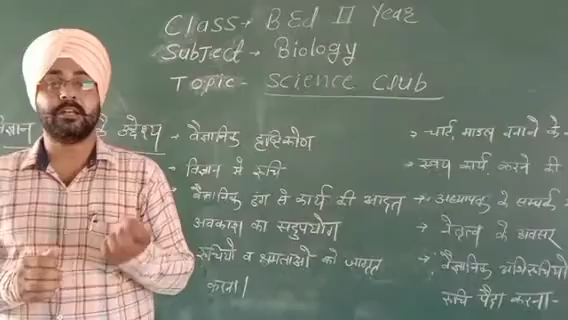 Class → B.Ed II Year
Subject → Biology
Topic - Science Club
विज्ञान के उद्देश्य
→ वैज्ञानिक दृष्टिकोण
→ विज्ञान में रुचि
→ वैज्ञानिक ढंग से कार्य की आदत
अवकाश का सदुपयोग
रुचियों व क्षमताओं को जागृत
करना।
→ चार्ट, माडल बनाने के
→ स्वयं कार्य करने की
→ अध्यापक के सम्पर्क
→ नेतृत्व के अवसर
→ वैज्ञानिक अभिरुचियों
रुचि पैदा करना-